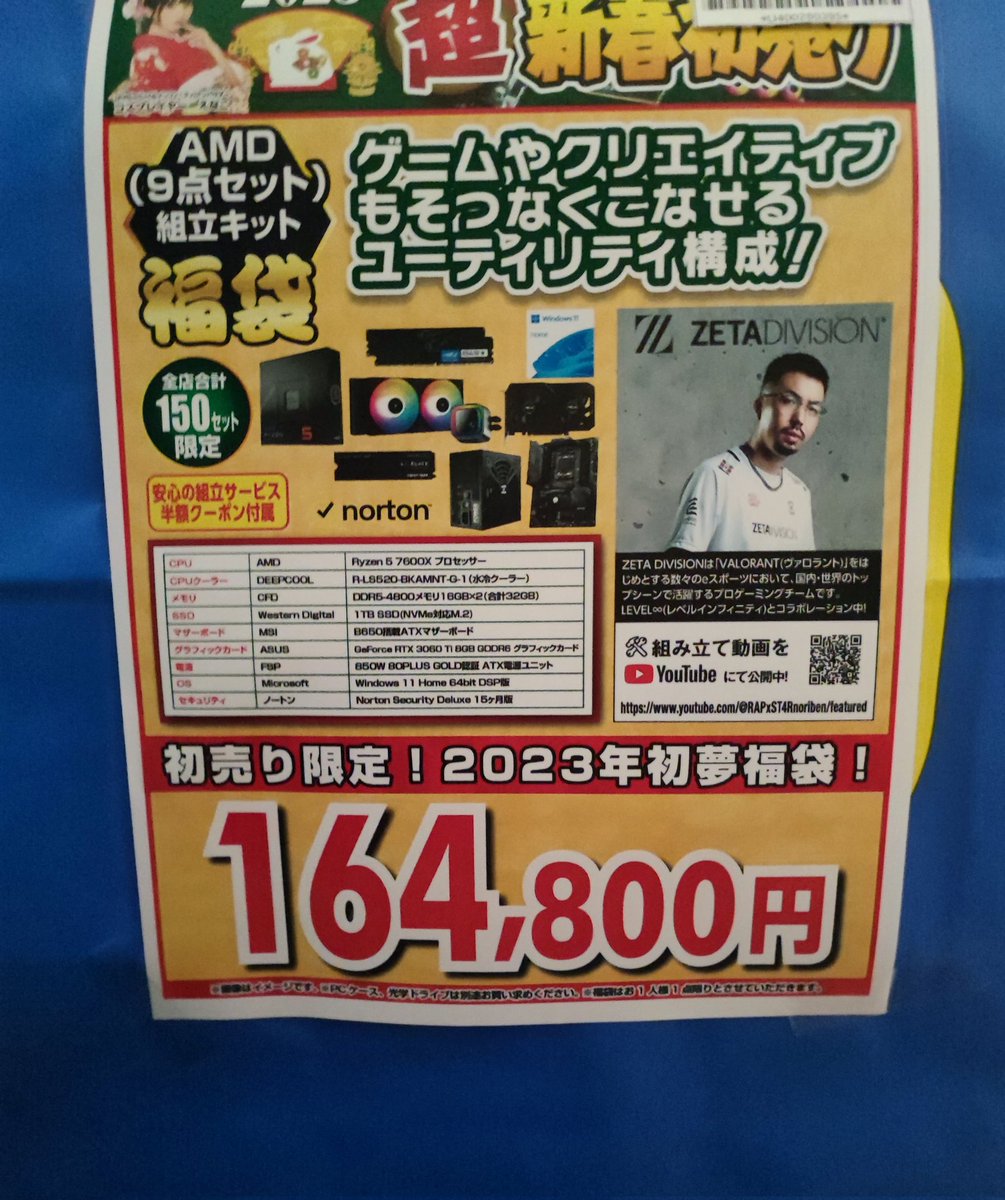 2023
超 新春初売り
AMD
(9点セット)
組立キット
福袋
ゲームやクリエイティブ
もそつなくこなせる
ユーティリティ構成!
全店合計
150セット
限定
安心の組立サービス
半額クーポン付属
Windows 11
Home
norton
ZETADIVISION
ZETADIVISION
CPU AMD Ryzen 5 7600X プロセッサー
CPUクーラー DEEPCOOL R-LS520-BKAMNT-G-1(水冷クーラー)
メモリ CFD DDR5-4800メモリ16GB×2(合計32GB)
SSD Western Digital 1TB SSD(NVMe対応M.2)
マザーボード MSI B650搭載ATXマザーボード
グラフィックカード ASUS GeForce RTX 3060 Ti 8GB GDDR6 グラフィックカード
電源 FSP 850W 80PLUS GOLD認証 ATX電源ユニット
OS Microsoft Windows 11 Home 64bit DSP版
セキュリティ ノートン Norton Security Deluxe 15ヶ月版
ZETA DIVISIONは「VALORANT(ヴァロラント)」をは
じめとする数々のeスポーツにおいて、国内・世界のトッ
プシーンで活躍するプロゲーミングチームです。
LEVEL∞(レベルインフィニティ)とコラボレーション中!
組み立て動画を
YouTube にて公開中!
https://www.youtube.com/@RAPxST4Rnoriben/featured
初売り限定!2023年初夢福袋!
164,800円
※画像はイメージです。※PCケース、光学ドライブは別途お買い求めください。※福袋はお1人様1点限りとさせていただきます。